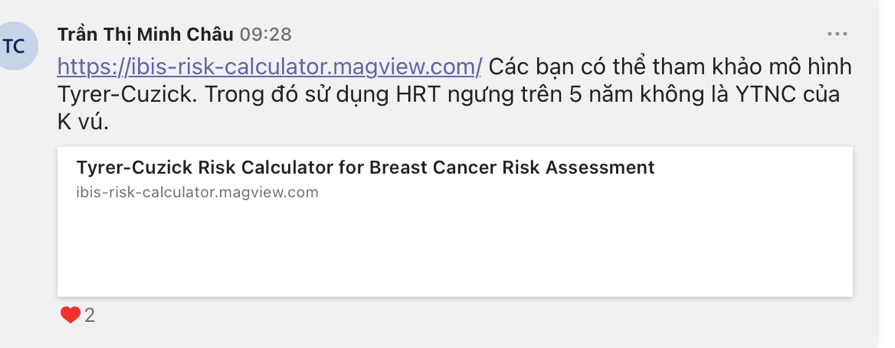 TC
Trần Thị Minh Châu 09:28
https://ibis-risk-calculator.magview.com/ Các bạn có thể tham khảo mô hình
Tyrer-Cuzick. Trong đó sử dụng HRT ngưng trên 5 năm không là YTNC của
K vú.
Tyrer-Cuzick Risk Calculator for Breast Cancer Risk Assessment
ibis-risk-calculator.magview.com
2